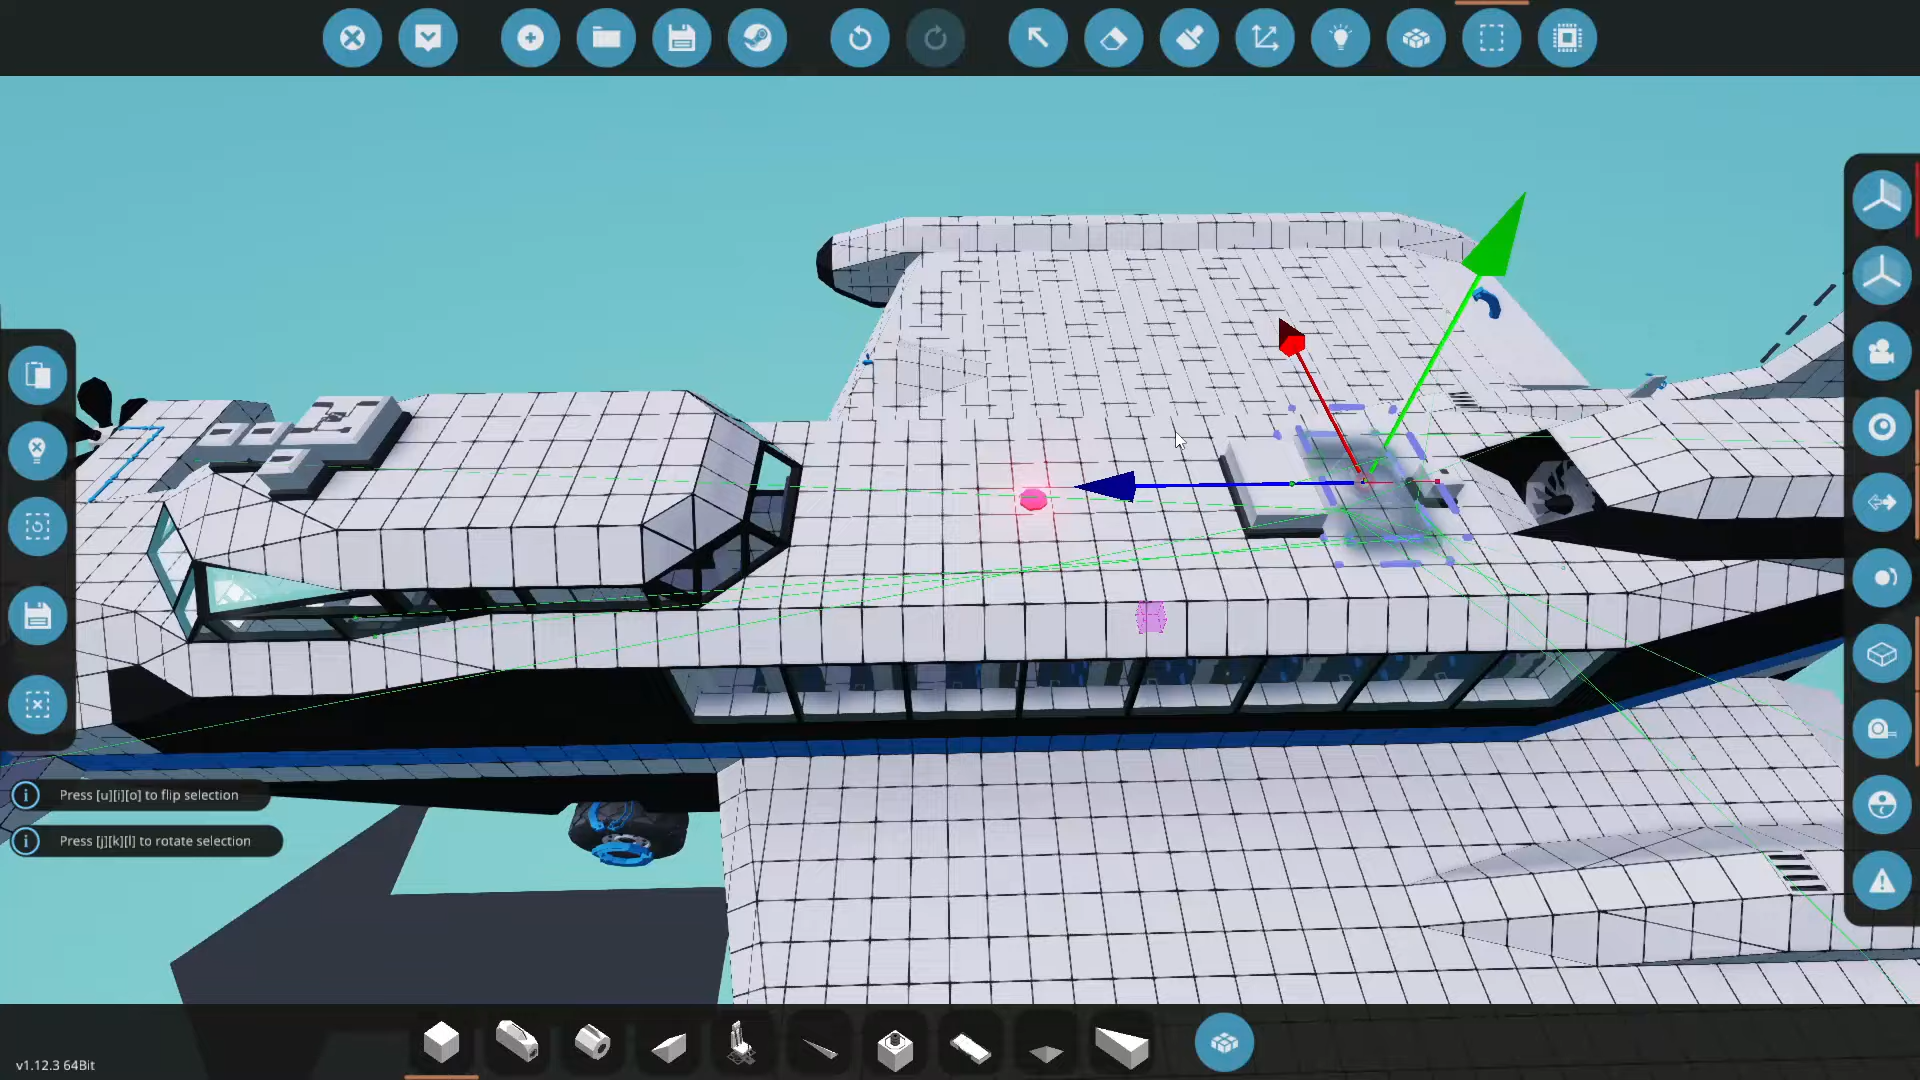 Press [u][i][o] to flip selection
Press [j][k][l] to rotate selection
v1.12.3 64Bit